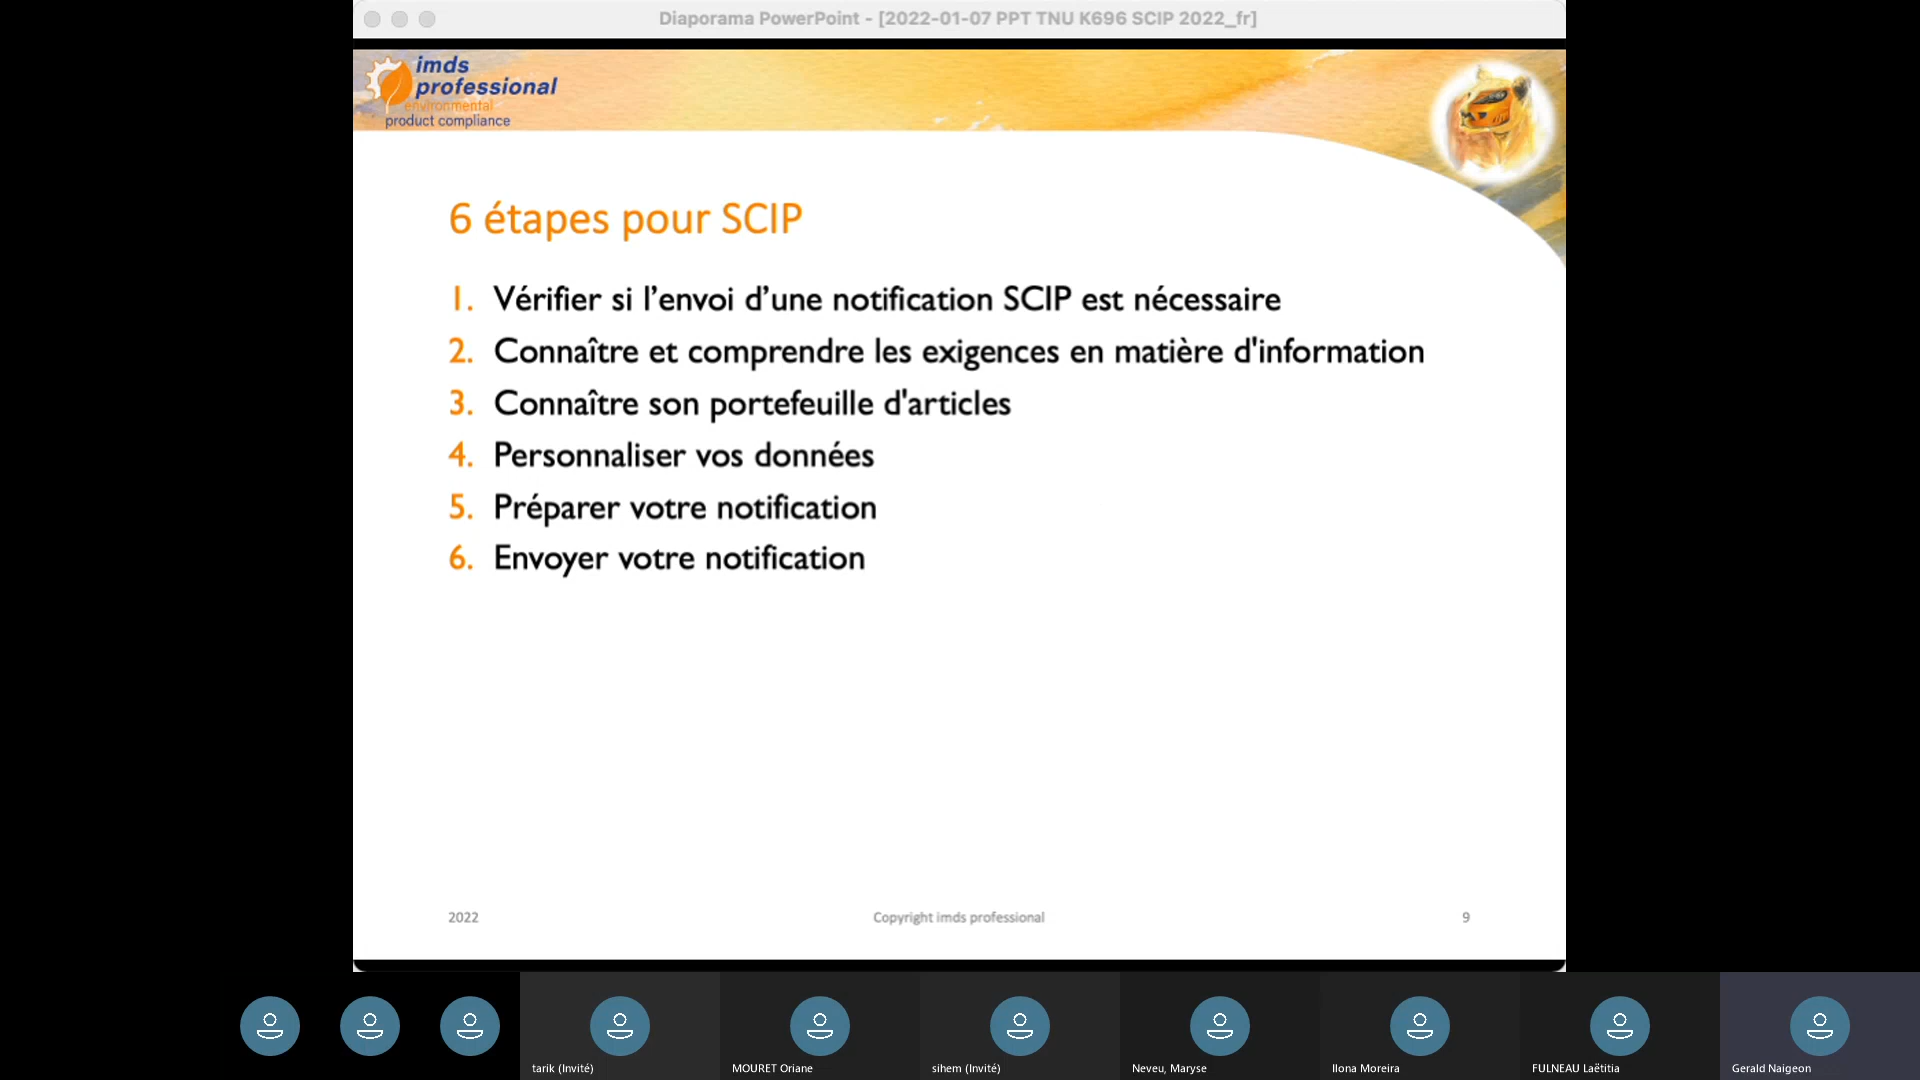 Diaporama PowerPoint - [2022-01-07 PPT TNU K696 SCIP 2022_fr]
imds
professional
environmental
product compliance
6 étapes pour SCIP
1. Vérifier si l’envoi d’une notification SCIP est nécessaire
2. Connaître et comprendre les exigences en matière d'information
3. Connaître son portefeuille d'articles
4. Personnaliser vos données
5. Préparer votre notification
6. Envoyer votre notification
2022 Copyright imds professional 9
tarik (Invité) MOURET Oriane sihem (Invité) Neveu, Maryse Ilona Moreira FULNEAU Laëtitia Gerald Naigeon